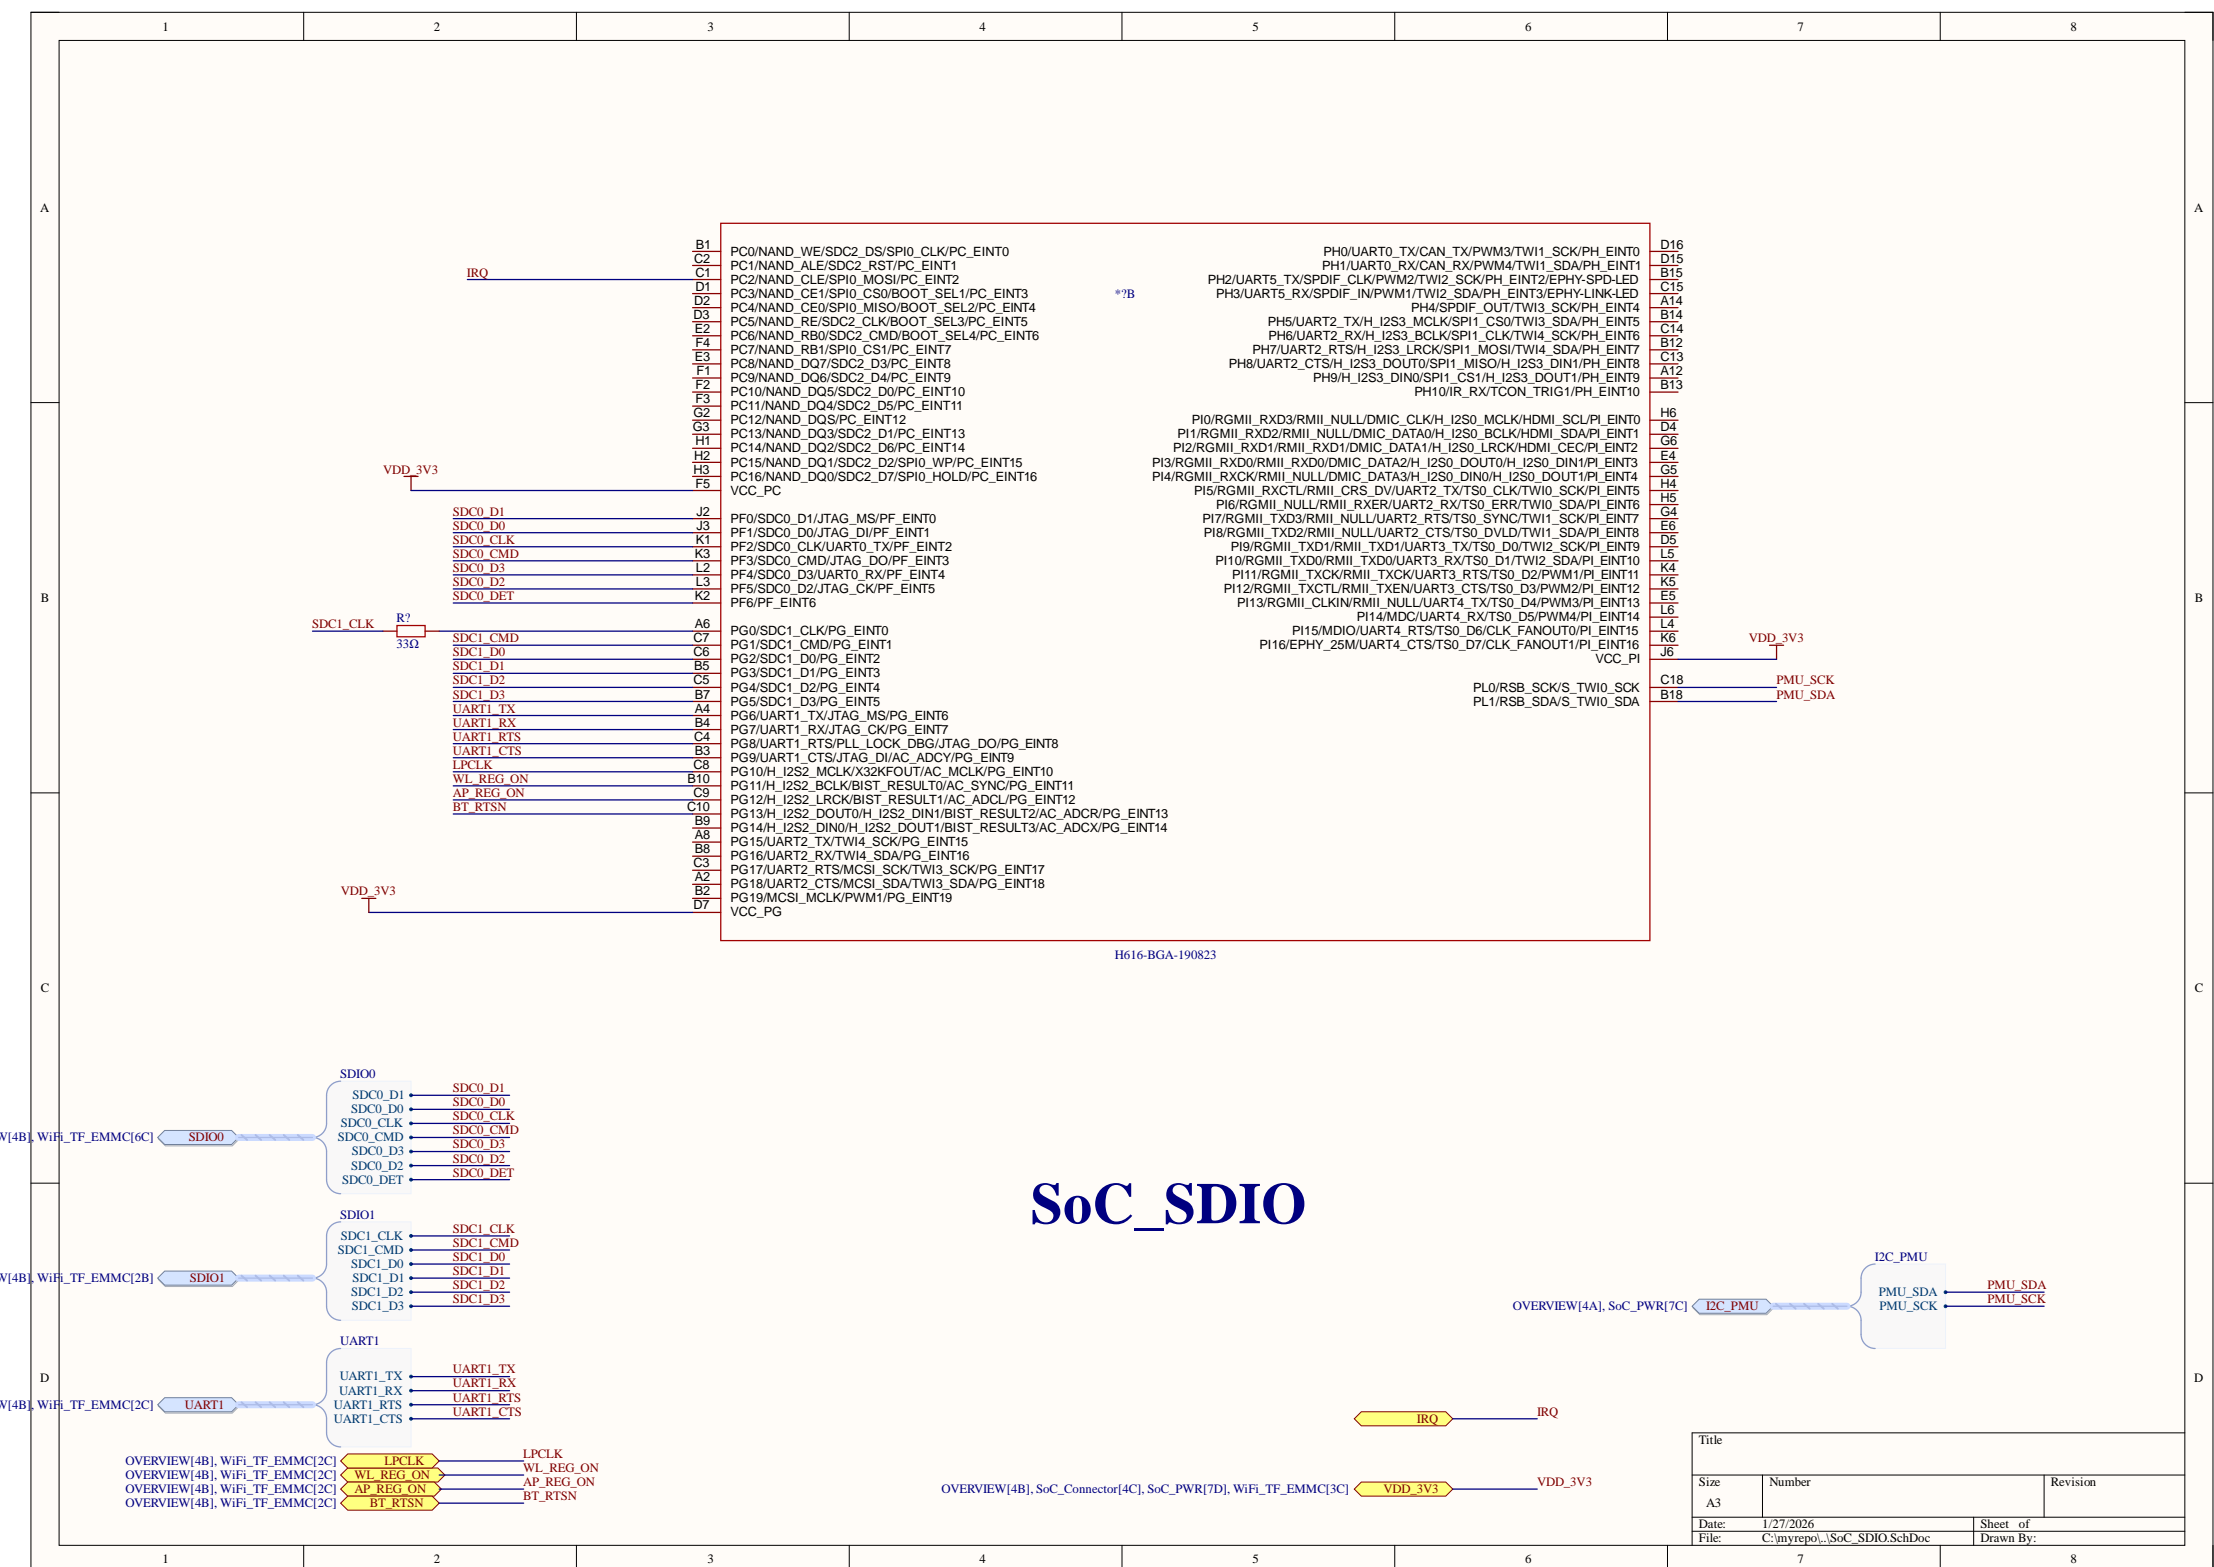 1 2 3 4 5 6 7 8
A A
B1 PC0/NAND_WE/SDC2_DS/SPI0_CLK/PC_EINT0
C2 PC1/NAND_ALE/SDC2_RST/PC_EINT1
IRQ C1 PC2/NAND_CLE/SPI0_MOSI/PC_EINT2
D1 PC3/NAND_CE1/SPI0_CS0/BOOT_SEL1/PC_EINT3
D2 PC4/NAND_CE0/SPI0_MISO/BOOT_SEL2/PC_EINT4
D3 PC5/NAND_RE/SDC2_CLK/BOOT_SEL3/PC_EINT5
E2 PC6/NAND_RB0/SDC2_CMD/BOOT_SEL4/PC_EINT6
F4 PC7/NAND_RB1/SPI0_CS1/PC_EINT7
E3 PC8/NAND_DQ7/SDC2_D3/PC_EINT8
F1 PC9/NAND_DQ6/SDC2_D4/PC_EINT9
F2 PC10/NAND_DQ5/SDC2_D0/PC_EINT10
F3 PC11/NAND_DQ4/SDC2_D5/PC_EINT11
G2 PC12/NAND_DQS/PC_EINT12
G3 PC13/NAND_DQ3/SDC2_D1/PC_EINT13
H1 PC14/NAND_DQ2/SDC2_D6/PC_EINT14
H2 PC15/NAND_DQ1/SDC2_D2/SPI0_WP/PC_EINT15
H3 PC16/NAND_DQ0/SDC2_D7/SPI0_HOLD/PC_EINT16
VDD_3V3 F5 VCC_PC
SDC0_D1 J2 PF0/SDC0_D1/JTAG_MS/PF_EINT0
SDC0_D0 J3 PF1/SDC0_D0/JTAG_DI/PF_EINT1
SDC0_CLK K1 PF2/SDC0_CLK/UART0_TX/PF_EINT2
SDC0_CMD K3 PF3/SDC0_CMD/JTAG_DO/PF_EINT3
SDC0_D3 L2 PF4/SDC0_D3/UART0_RX/PF_EINT4
SDC0_D2 L3 PF5/SDC0_D2/JTAG_CK/PF_EINT5
SDC0_DET K2 PF6/PF_EINT6
B B
SDC1_CLK R? 33Ω A6 PG0/SDC1_CLK/PG_EINT0
SDC1_CMD C7 PG1/SDC1_CMD/PG_EINT1
SDC1_D0 C6 PG2/SDC1_D0/PG_EINT2
SDC1_D1 B5 PG3/SDC1_D1/PG_EINT3
SDC1_D2 C5 PG4/SDC1_D2/PG_EINT4
SDC1_D3 B7 PG5/SDC1_D3/PG_EINT5
UART1_TX A4 PG6/UART1_TX/JTAG_MS/PG_EINT6
UART1_RX B4 PG7/UART1_RX/JTAG_CK/PG_EINT7
UART1_RTS C4 PG8/UART1_RTS/PLL_LOCK_DBG/JTAG_DO/PG_EINT8
UART1_CTS B3 PG9/UART1_CTS/JTAG_DI/AC_ADCY/PG_EINT9
LPCLK C8 PG10/H_I2S2_MCLK/X32KFOUT/AC_MCLK/PG_EINT10
WL_REG_ON B10 PG11/H_I2S2_BCLK/BIST_RESULT0/AC_SYNC/PG_EINT11
AP_REG_ON C9 PG12/H_I2S2_LRCK/BIST_RESULT1/AC_ADCL/PG_EINT12
BT_RTSN C10 PG13/H_I2S2_DOUT0/H_I2S2_DIN1/BIST_RESULT2/AC_ADCR/PG_EINT13
B9 PG14/H_I2S2_DIN0/H_I2S2_DOUT1/BIST_RESULT3/AC_ADCX/PG_EINT14
A8 PG15/UART2_TX/TWI4_SCK/PG_EINT15
B8 PG16/UART2_RX/TWI4_SDA/PG_EINT16
C3 PG17/UART2_RTS/MCSI_SCK/TWI3_SCK/PG_EINT17
A2 PG18/UART2_CTS/MCSI_SDA/TWI3_SDA/PG_EINT18
B2 PG19/MCSI_MCLK/PWM1/PG_EINT19
VDD_3V3 D7 VCC_PG
*?B
PH0/UART0_TX/CAN_TX/PWM3/TWI1_SCK/PH_EINT0 D16
PH1/UART0_RX/CAN_RX/PWM4/TWI1_SDA/PH_EINT1 D15
PH2/UART5_TX/SPDIF_CLK/PWM2/TWI2_SCK/PH_EINT2/EPHY-SPD-LED B15
PH3/UART5_RX/SPDIF_IN/PWM1/TWI2_SDA/PH_EINT3/EPHY-LINK-LED C15
PH4/SPDIF_OUT/TWI3_SCK/PH_EINT4 A14
PH5/UART2_TX/H_I2S3_MCLK/SPI1_CS0/TWI3_SDA/PH_EINT5 B14
PH6/UART2_RX/H_I2S3_BCLK/SPI1_CLK/TWI4_SCK/PH_EINT6 C14
PH7/UART2_RTS/H_I2S3_LRCK/SPI1_MOSI/TWI4_SDA/PH_EINT7 B12
PH8/UART2_CTS/H_I2S3_DOUT0/SPI1_MISO/H_I2S3_DIN1/PH_EINT8 C13
PH9/H_I2S3_DIN0/SPI1_CS1/H_I2S3_DOUT1/PH_EINT9 A12
PH10/IR_RX/TCON_TRIG1/PH_EINT10 B13
PI0/RGMII_RXD3/RMII_NULL/DMIC_CLK/H_I2S0_MCLK/HDMI_SCL/PI_EINT0 H6
PI1/RGMII_RXD2/RMII_NULL/DMIC_DATA0/H_I2S0_BCLK/HDMI_SDA/PI_EINT1 D4
PI2/RGMII_RXD1/RMII_RXD1/DMIC_DATA1/H_I2S0_LRCK/HDMI_CEC/PI_EINT2 G6
PI3/RGMII_RXD0/RMII_RXD0/DMIC_DATA2/H_I2S0_DOUT0/H_I2S0_DIN1/PI_EINT3 E4
PI4/RGMII_RXCK/RMII_NULL/DMIC_DATA3/H_I2S0_DIN0/H_I2S0_DOUT1/PI_EINT4 G5
PI5/RGMII_RXCTL/RMII_CRS_DV/UART2_TX/TS0_CLK/TWI0_SCK/PI_EINT5 H4
PI6/RGMII_NULL/RMII_RXER/UART2_RX/TS0_ERR/TWI0_SDA/PI_EINT6 H5
PI7/RGMII_TXD3/RMII_NULL/UART2_RTS/TS0_SYNC/TWI1_SCK/PI_EINT7 G4
PI8/RGMII_TXD2/RMII_NULL/UART2_CTS/TS0_DVLD/TWI1_SDA/PI_EINT8 E6
PI9/RGMII_TXD1/RMII_TXD1/UART3_TX/TS0_D0/TWI2_SCK/PI_EINT9 D5
PI10/RGMII_TXD0/RMII_TXD0/UART3_RX/TS0_D1/TWI2_SDA/PI_EINT10 L5
PI11/RGMII_TXCK/RMII_TXCK/UART3_RTS/TS0_D2/PWM1/PI_EINT11 K4
PI12/RGMII_TXCTL/RMII_TXEN/UART3_CTS/TS0_D3/PWM2/PI_EINT12 K5
PI13/RGMII_CLKIN/RMII_NULL/UART4_TX/TS0_D4/PWM3/PI_EINT13 E5
PI14/MDC/UART4_RX/TS0_D5/PWM4/PI_EINT14 L6
PI15/MDIO/UART4_RTS/TS0_D6/CLK_FANOUT0/PI_EINT15 L4
PI16/EPHY_25M/UART4_CTS/TS0_D7/CLK_FANOUT1/PI_EINT16 K6
VCC_PI J6 VDD_3V3
PL0/RSB_SCK/S_TWI0_SCK C18 PMU_SCK
PL1/RSB_SDA/S_TWI0_SDA B18 PMU_SDA
H616-BGA-190823
C C
SDIO0
SDC0_D1 SDC0_D1
SDC0_D0 SDC0_D0
SDC0_CLK SDC0_CLK
W[4B], WiFi_TF_EMMC[6C] SDIO0 SDC0_CMD SDC0_CMD
SDC0_D3 SDC0_D3
SDC0_D2 SDC0_D2
SDC0_DET SDC0_DET
SoC_SDIO
SDIO1
SDC1_CLK SDC1_CLK
SDC1_CMD SDC1_CMD
SDC1_D0 SDC1_D0
W[4B], WiFi_TF_EMMC[2B] SDIO1 SDC1_D1 SDC1_D1
SDC1_D2 SDC1_D2
SDC1_D3 SDC1_D3
I2C_PMU
PMU_SDA PMU_SDA
OVERVIEW[4A], SoC_PWR[7C] I2C_PMU PMU_SCK PMU_SCK
UART1
UART1_TX UART1_TX
D D
UART1_RX UART1_RX
W[4B], WiFi_TF_EMMC[2C] UART1 UART1_RTS UART1_RTS
UART1_CTS UART1_CTS
IRQ IRQ
OVERVIEW[4B], WiFi_TF_EMMC[2C] LPCLK LPCLK
OVERVIEW[4B], WiFi_TF_EMMC[2C] WL_REG_ON WL_REG_ON
OVERVIEW[4B], WiFi_TF_EMMC[2C] AP_REG_ON AP_REG_ON
OVERVIEW[4B], WiFi_TF_EMMC[2C] BT_RTSN BT_RTSN
OVERVIEW[4B], SoC_Connector[4C], SoC_PWR[7D], WiFi_TF_EMMC[3C] VDD_3V3 VDD_3V3
Title
Size Number Revision
A3
Date: 1/27/2026 Sheet of
File: C:\myrepo\..\SoC_SDIO.SchDoc Drawn By:
1 2 3 4 5 6 7 8